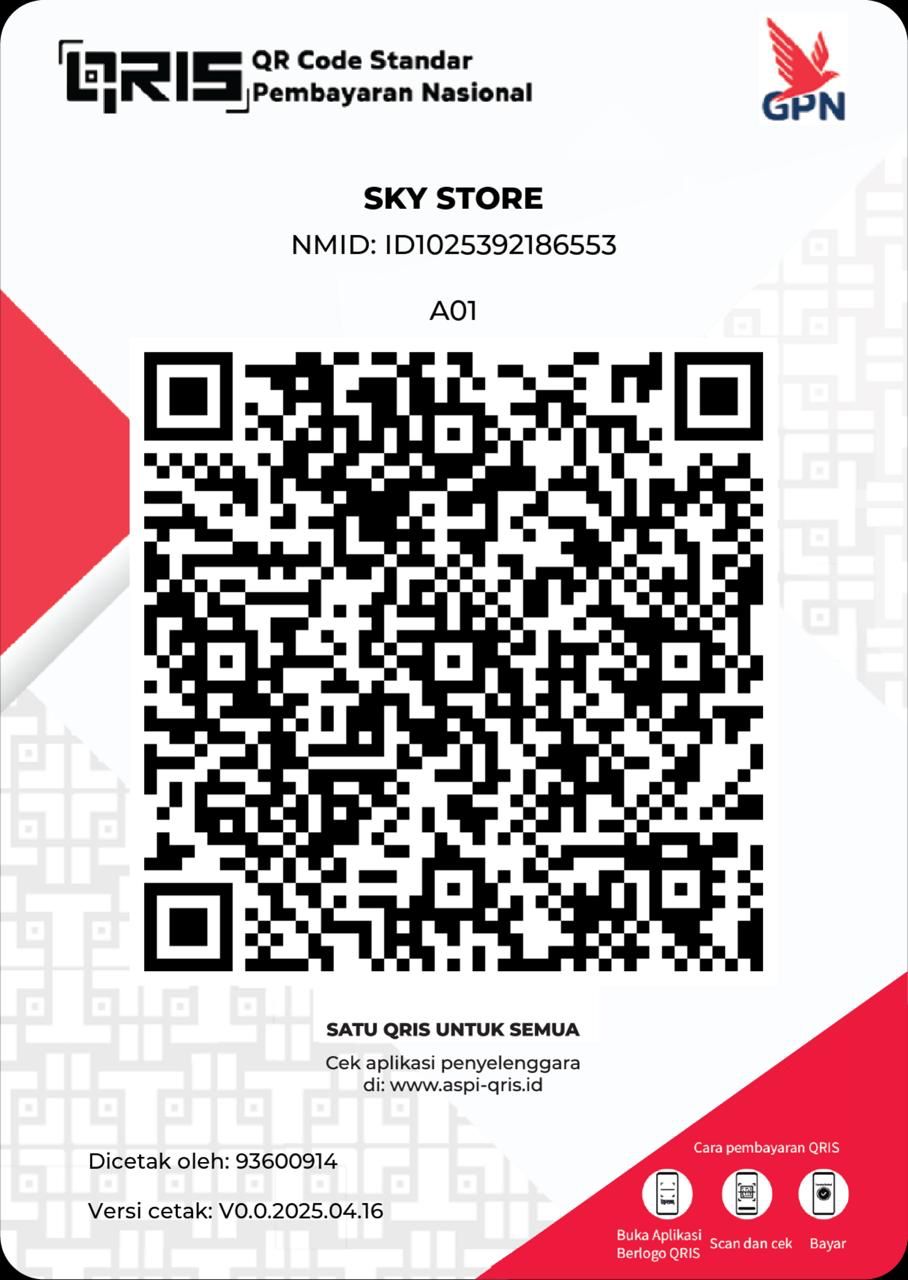 QRIS
QR Code Standar
Pembayaran Nasional
GPN
SKY STORE
NMID: ID1025392186553
A01
SATU QRIS UNTUK SEMUA
Cek aplikasi penyelenggara
di: www.aspi-qris.id
Dicetak oleh: 93600914
Versi cetak: V0.0.2025.04.16
Cara pembayaran QRIS
Buka Aplikasi
Berlogo QRIS
Scan dan cek
Bayar